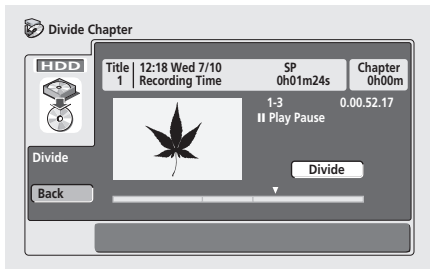 Divide Chapter
HDD
Title 12:18 Wed 7/10 SP Chapter
1 Recording Time 0h01m24s 0h00m
1-3 0.00.52.17
Play Pause
Divide
Divide
Back